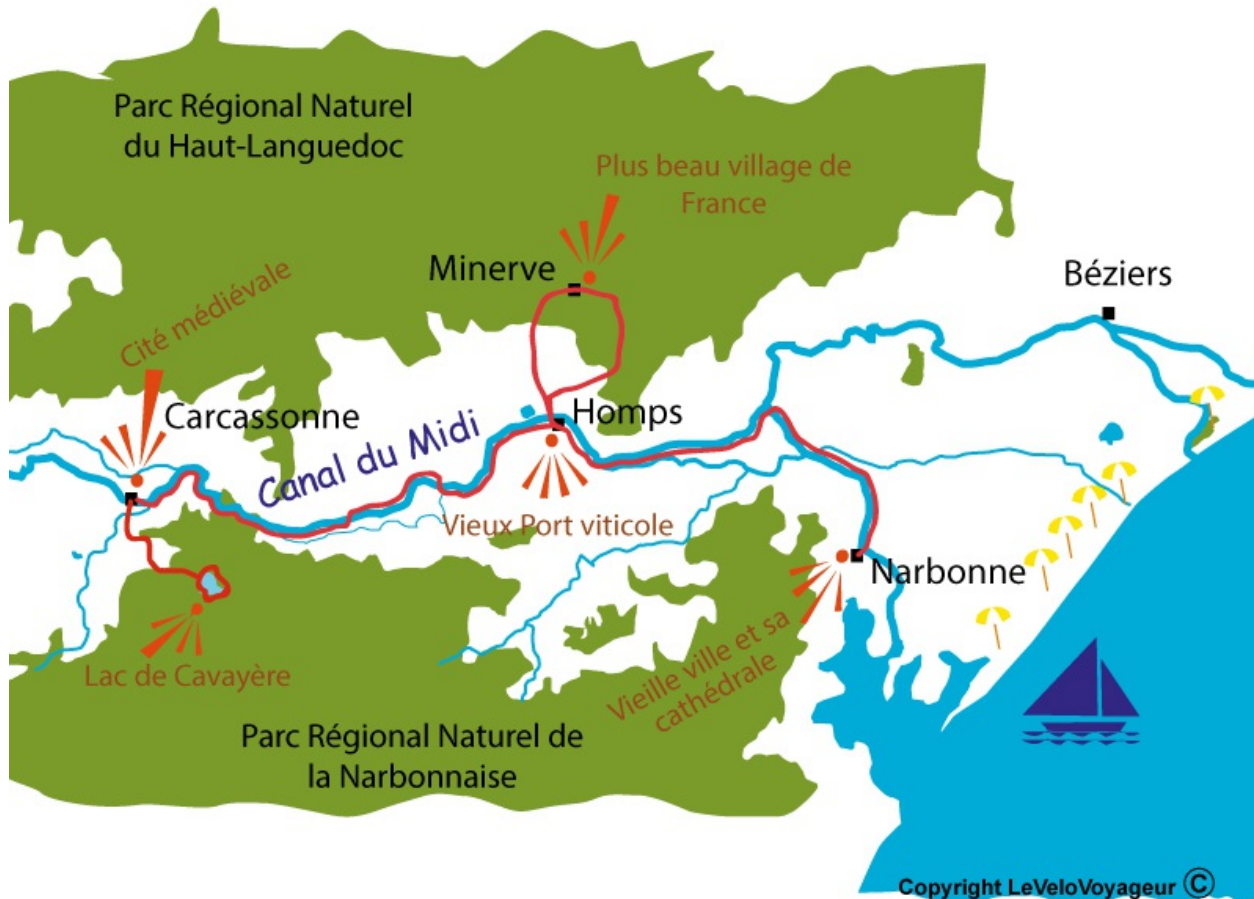 Parc Régional Naturel
du Haut-Languedoc
Plus beau village de
France
Minerve
Béziers
Cité médiévale
Carcassonne
Homps
Canal du Midi
Vieux Port viticole
Narbonne
Lac de Cavayère
Vieille ville et sa
cathédrale
Parc Régional Naturel de
la Narbonnaise
Copyright LeVeloVoyageur ©